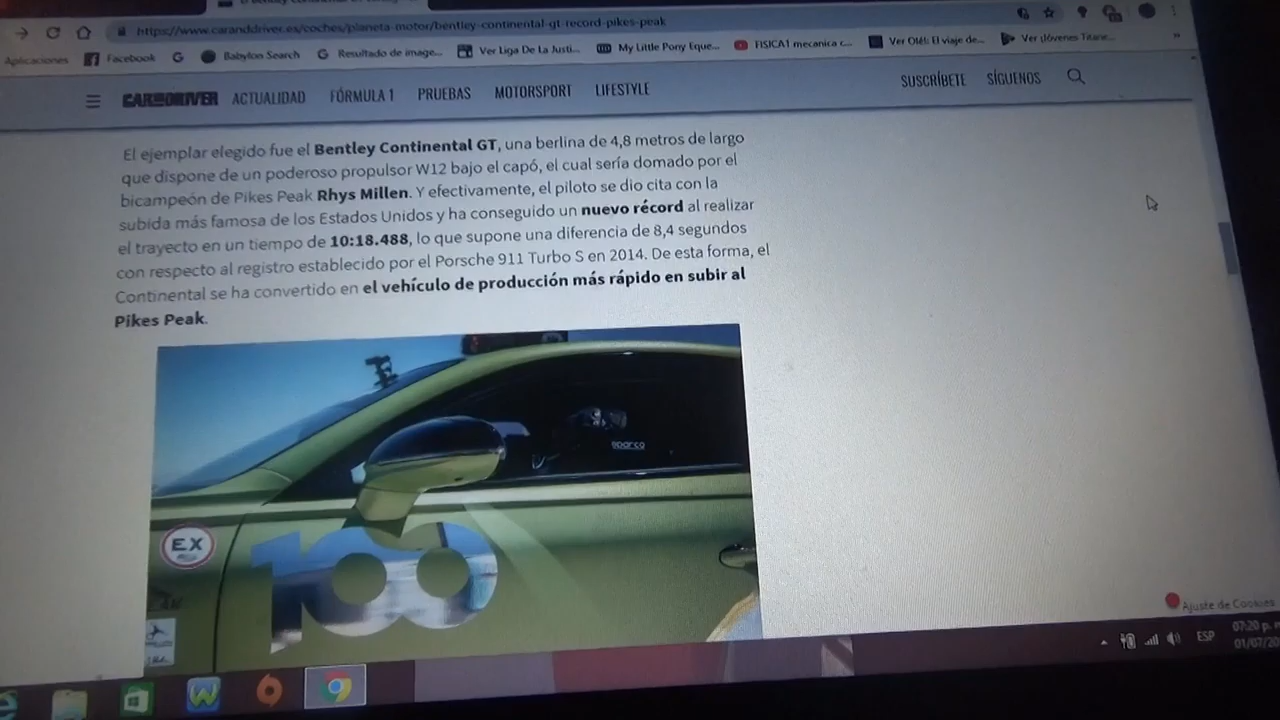 https://www.caranddriver.es/coches/planeta-motor/bentley-continental-gt-record-pikes-peak
Aplicaciones Facebook Babylon Search Resultado de image... Ver Liga De La Justi... My Little Pony Eque... FISICA1 mecanica c... Ver Olé!: El viaje de... Ver ¡Jóvenes Titane... »
CAR AND DRIVER ACTUALIDAD FÓRMULA 1 PRUEBAS MOTORSPORT LIFESTYLE SUSCRÍBETE SÍGUENOS
El ejemplar elegido fue el Bentley Continental GT, una berlina de 4,8 metros de largo
que dispone de un poderoso propulsor W12 bajo el capó, el cual sería domado por el
bicampeón de Pikes Peak Rhys Millen. Y efectivamente, el piloto se dio cita con la
subida más famosa de los Estados Unidos y ha conseguido un nuevo récord al realizar
el trayecto en un tiempo de 10:18.488, lo que supone una diferencia de 8,4 segundos
con respecto al registro establecido por el Porsche 911 Turbo S en 2014. De esta forma, el
Continental se ha convertido en el vehículo de producción más rápido en subir al
Pikes Peak.
sparco
EX
100
Ajuste de Cookies
ESP
07:20 p.
01/07/20